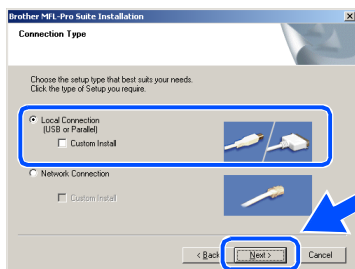 Brother MFL-Pro Suite Installation
Connection Type
Choose the setup type that best suits your needs.
Click the type of Setup you require.
Local Connection
(USB or Parallel)
Custom Install
Network Connection
Custom Install
< Back
Next >
Cancel